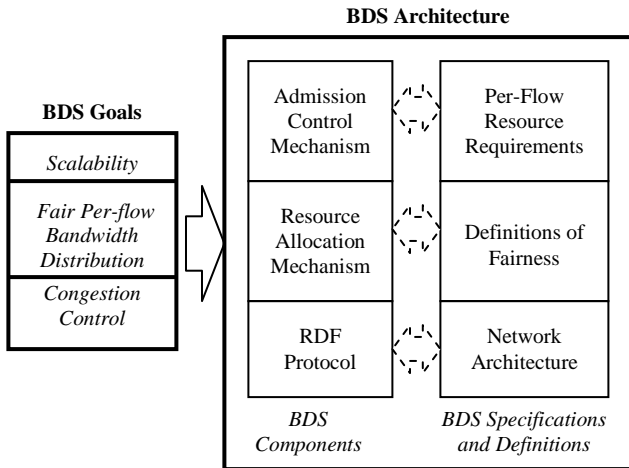 BDS Architecture
BDS Goals
Scalability
Fair Per-flow
Bandwidth
Distribution
Congestion
Control
Admission
Control
Mechanism
Per-Flow
Resource
Requirements
Resource
Allocation
Mechanism
Definitions of
Fairness
RDF
Protocol
Network
Architecture
BDS
Components
BDS Specifications
and Definitions